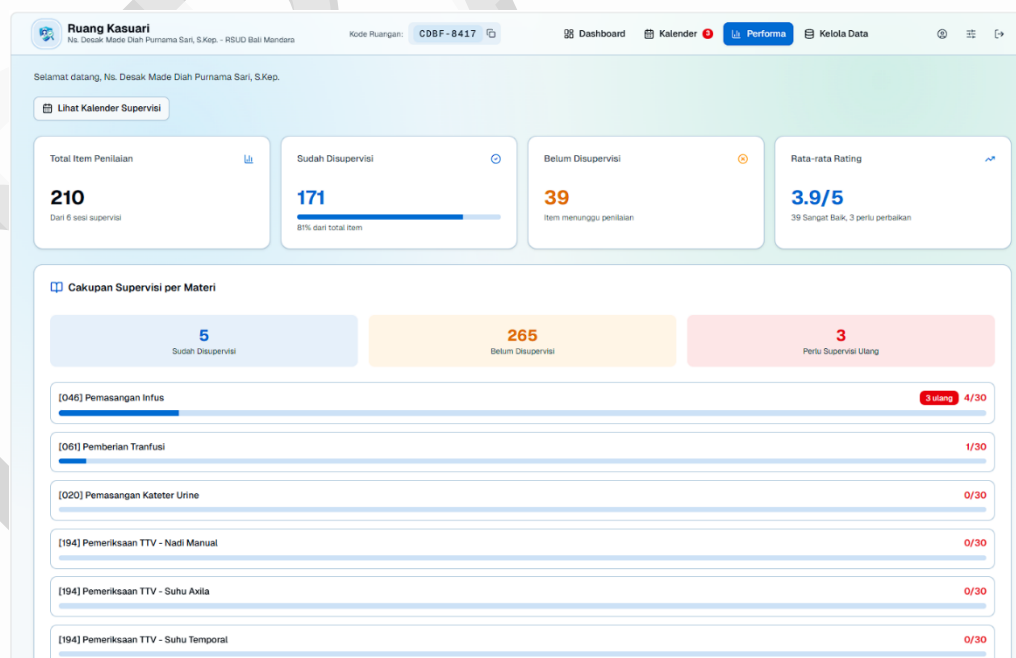 Ruang Kasuari
Ns. Desak Made Diah Purnama Sari, S.Kep. - RSUD Bali Mandara
Kode Ruangan: CDBF-8417
Dashboard
Kalender 3
Performa
Kelola Data
Selamat datang, Ns. Desak Made Diah Purnama Sari, S.Kep.
Lihat Kalender Supervisi
Total Item Penilaian
210
Dari 6 sesi supervisi
Sudah Disupervisi
171
81% dari total item
Belum Disupervisi
39
Item menunggu penilaian
Rata-rata Rating
3.9/5
39 Sangat Baik, 3 perlu perbaikan
Cakupan Supervisi per Materi
5
Sudah Disupervisi
265
Belum Disupervisi
3
Perlu Supervisi Ulang
[046] Pemasangan Infus 3 ulang 4/30
[061] Pemberian Tranfusi 1/30
[020] Pemasangan Kateter Urine 0/30
[194] Pemeriksaan TTV - Nadi Manual 0/30
[194] Pemeriksaan TTV - Suhu Axila 0/30
[194] Pemeriksaan TTV - Suhu Temporal 0/30